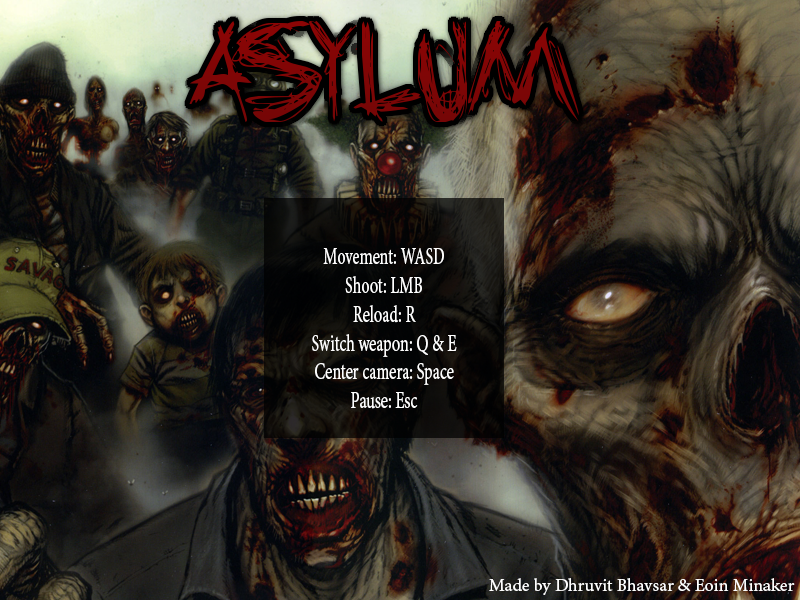 ASYLUM
SAVA
Movement: WASD
Shoot: LMB
Reload: R
Switch weapon: Q & E
Center camera: Space
Pause: Esc
Made by Dhruvit Bhavsar & Eoin Minaker